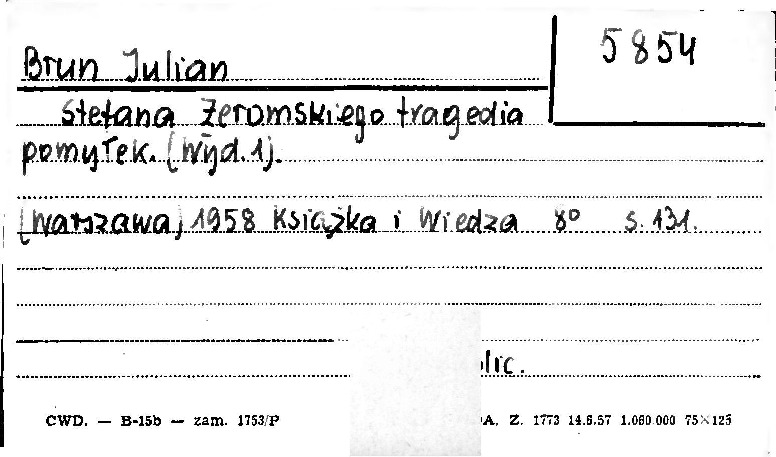 5854
Brun Julian
Stefana Żeromskiego tragedia
pomyłek. [Wyd. 1].
[Warszawa] 1958 Książka i Wiedza 8° s. 131.
lic.
CWD. — B-15b — zam. 1753/P
A, Z. 1773 14.6.57 1.080.000 75×125